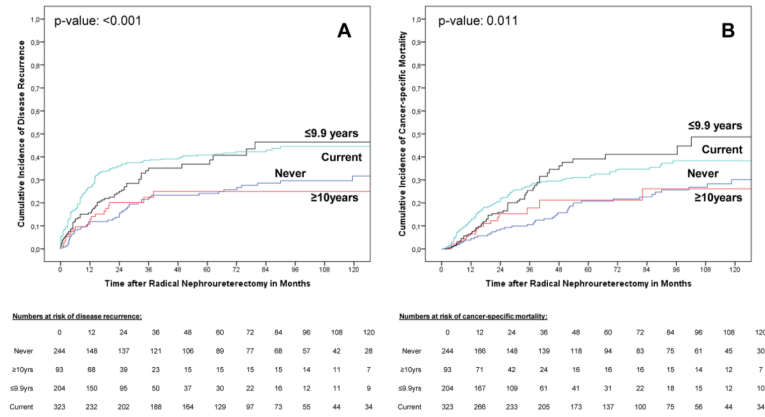 p-value: <0.001
A
1,0
0,9
0,8
0,7
0,6
0,5
0,4
0,3
0,2
0,1
0,0
Cumulative Incidence of Disease Recurrence
≤9.9 years
Current
Never
≥10years
0 12 24 36 48 60 72 84 96 108 120
Time after Radical Nephroureterectomy in Months
p-value: 0.011
B
1,0
0,9
0,8
0,7
0,6
0,5
0,4
0,3
0,2
0,1
0,0
Cumulative Incidence of Cancer-specific Mortality
≤9.9 years
Current
Never
≥10years
0 12 24 36 48 60 72 84 96 108 120
Time after Radical Nephroureterectomy in Months
Numbers at risk of disease recurrence:
0 12 24 36 48 60 72 84 96 108 120
Never 244 148 137 121 106 89 77 68 57 42 28
≥10yrs 93 68 39 23 15 15 15 15 14 11 7
≤9.9yrs 204 150 95 50 37 30 22 16 12 11 9
Current 323 232 202 188 164 129 97 73 55 44 34
Numbers at risk of cancer-specific mortality:
0 12 24 36 48 60 72 84 96 108 120
Never 244 166 148 139 118 94 83 75 61 45 30
≥10yrs 93 71 42 24 16 16 16 15 14 12 7
≤9.9yrs 204 167 109 61 41 31 22 18 15 12 10
Current 323 266 233 205 173 137 100 75 56 44 34